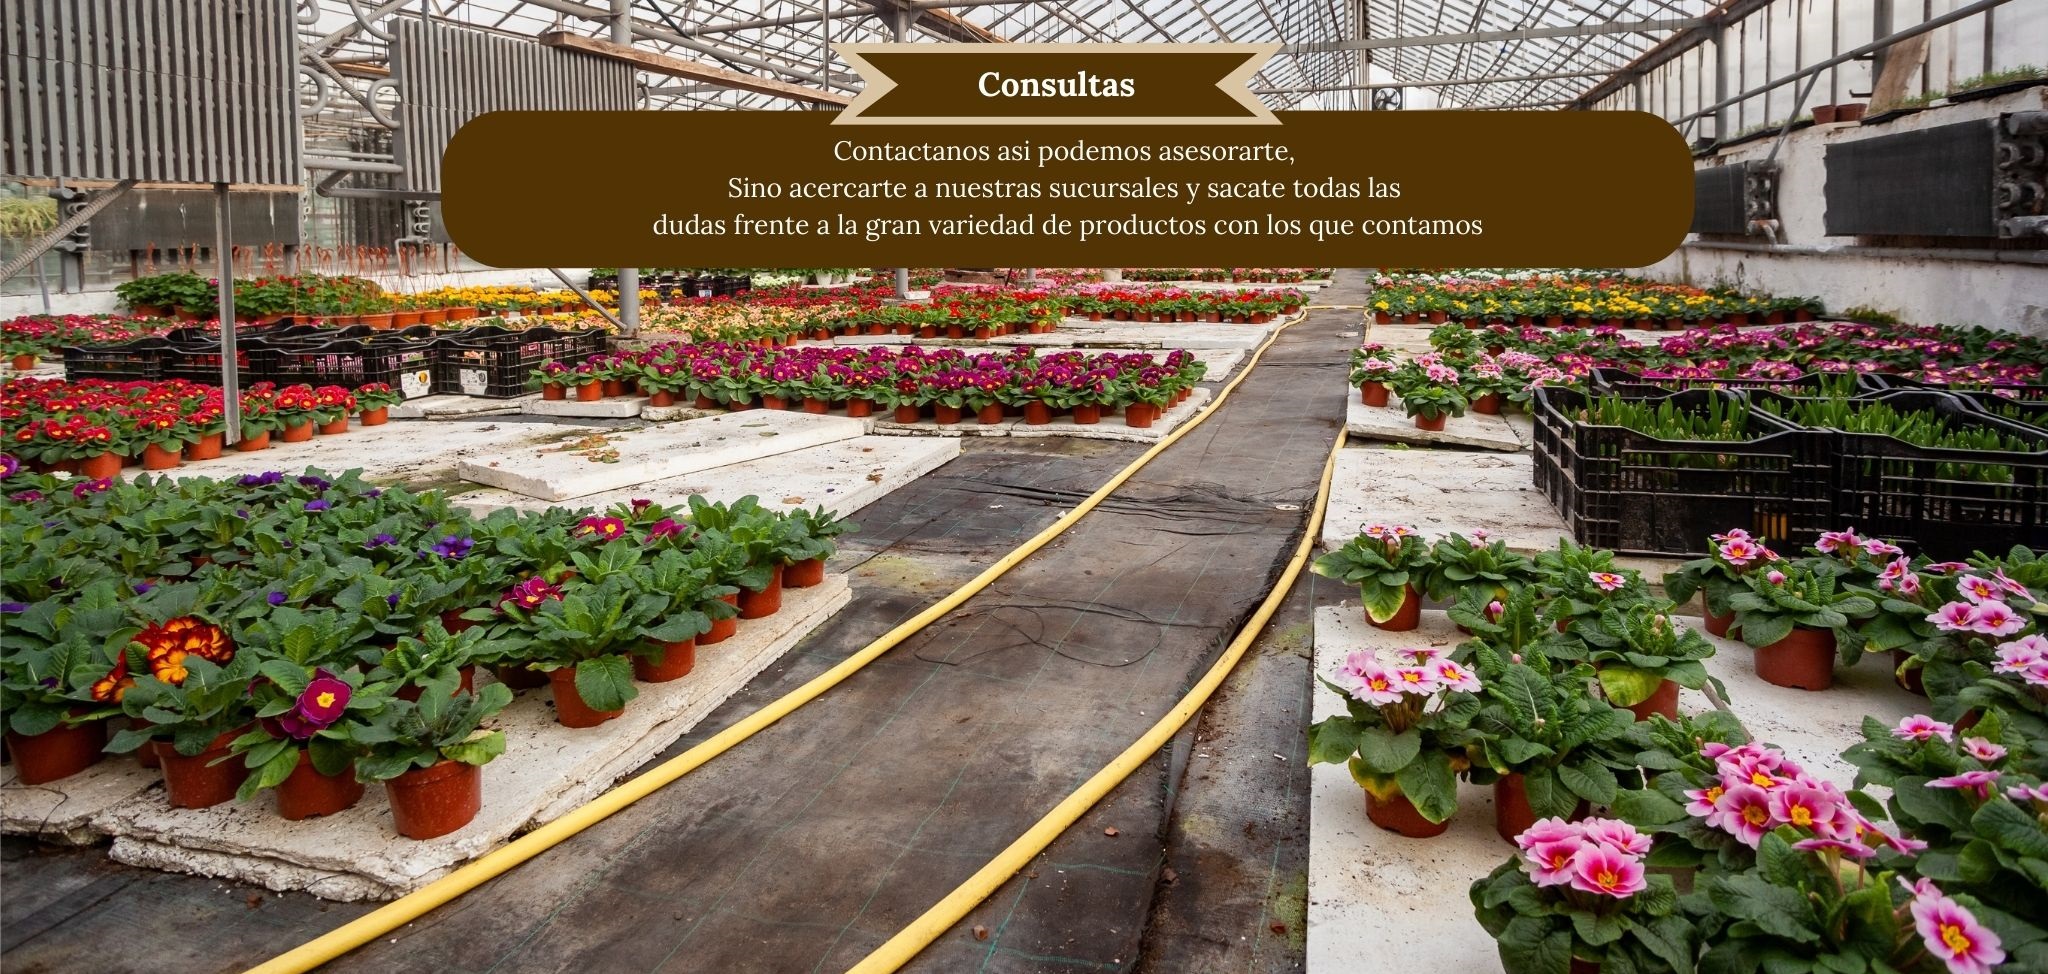 Consultas
Contactanos asi podemos asesorarte,
Sino acercarte a nuestras sucursales y sacate todas las
dudas frente a la gran variedad de productos con los que contamos